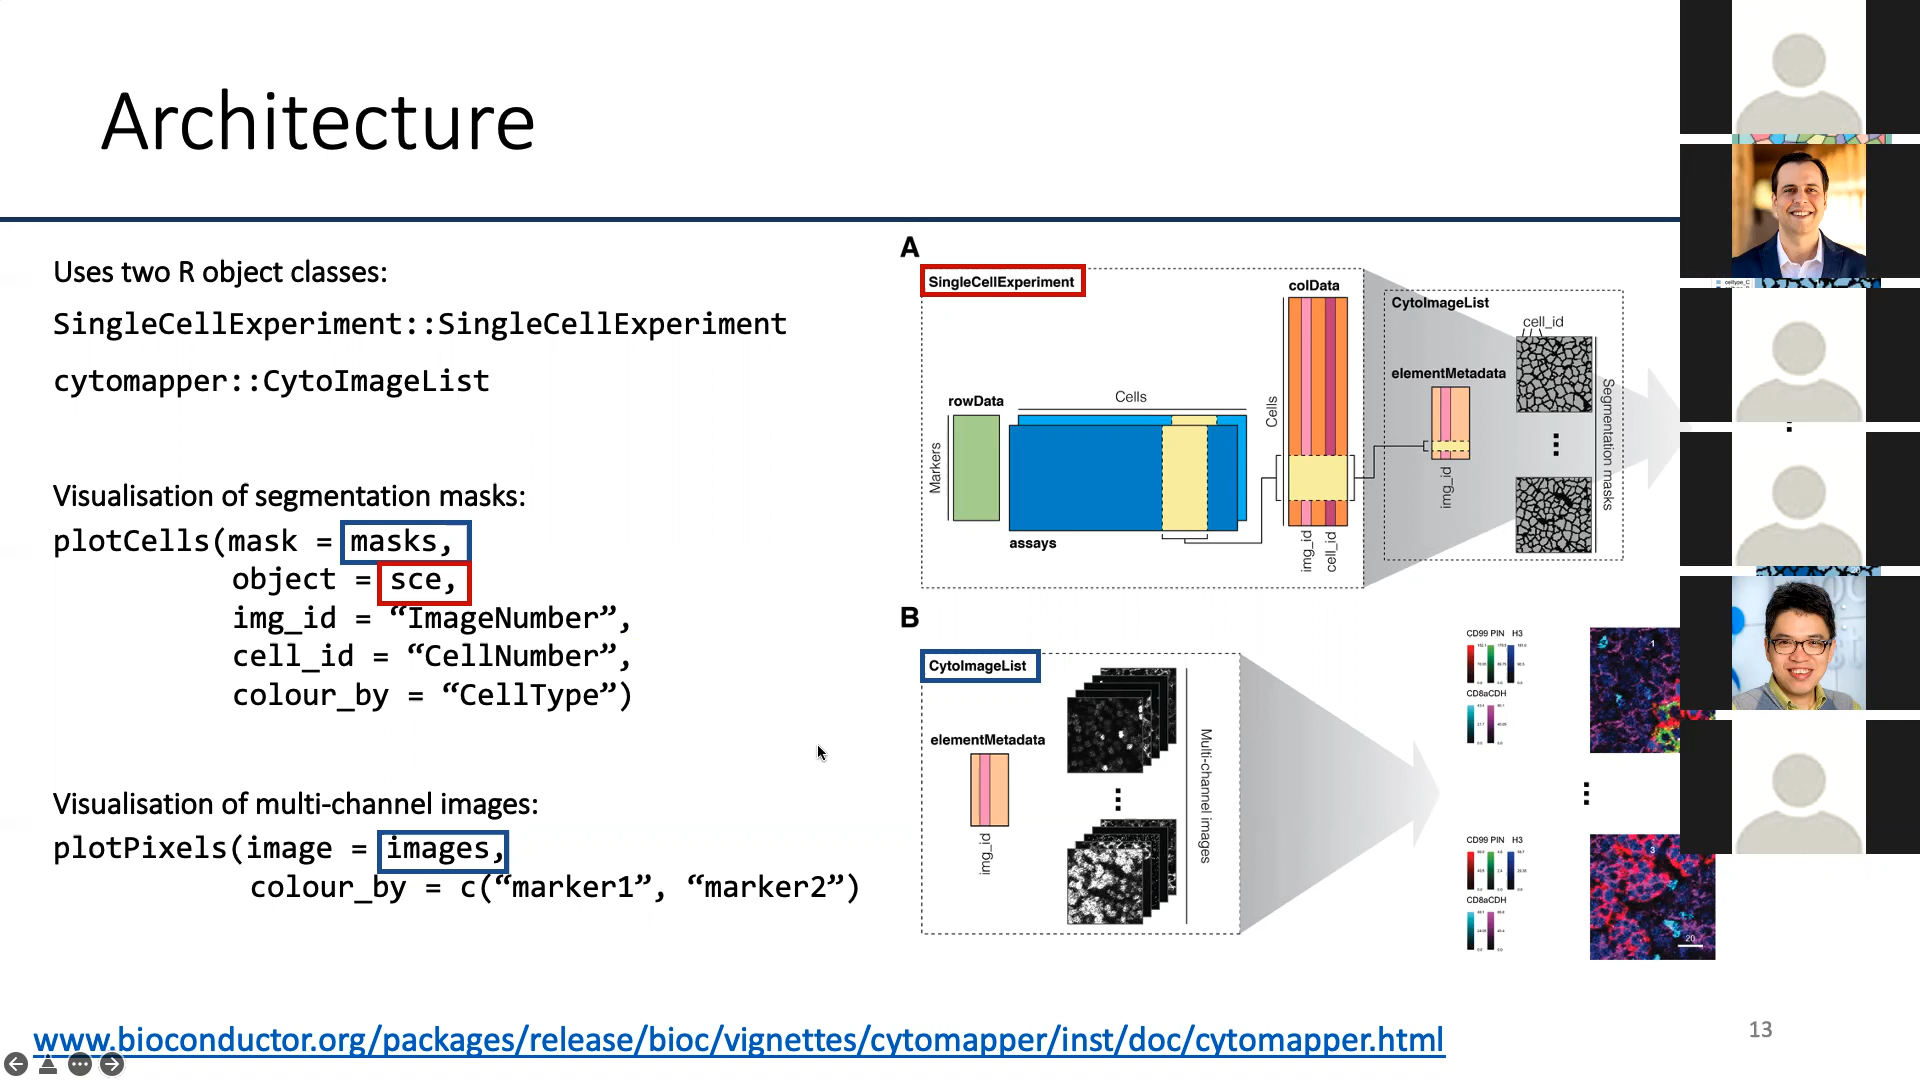 Architecture
Uses two R object classes:
SingleCellExperiment::SingleCellExperiment
cytomapper::CytoImageList
Visualisation of segmentation masks:
plotCells(mask = masks,
object = sce,
img_id = “ImageNumber”,
cell_id = “CellNumber”,
colour_by = “CellType”)
Visualisation of multi-channel images:
plotPixels(image = images,
colour_by = c(“marker1”, “marker2”)
A
SingleCellExperiment
colData
CytoImageList
cell_id
elementMetadata
rowData
Cells
Cells
Markers
Segmentation masks
img_id
assays
img_id
cell_id
B
CytoImageList
elementMetadata
img_id
Multi-channel images
CD99 PIN H3
CD8aCDH
1
CD99 PIN H3
CD8aCDH
3
20
www.bioconductor.org/packages/release/bioc/vignettes/cytomapper/inst/doc/cytomapper.html
13